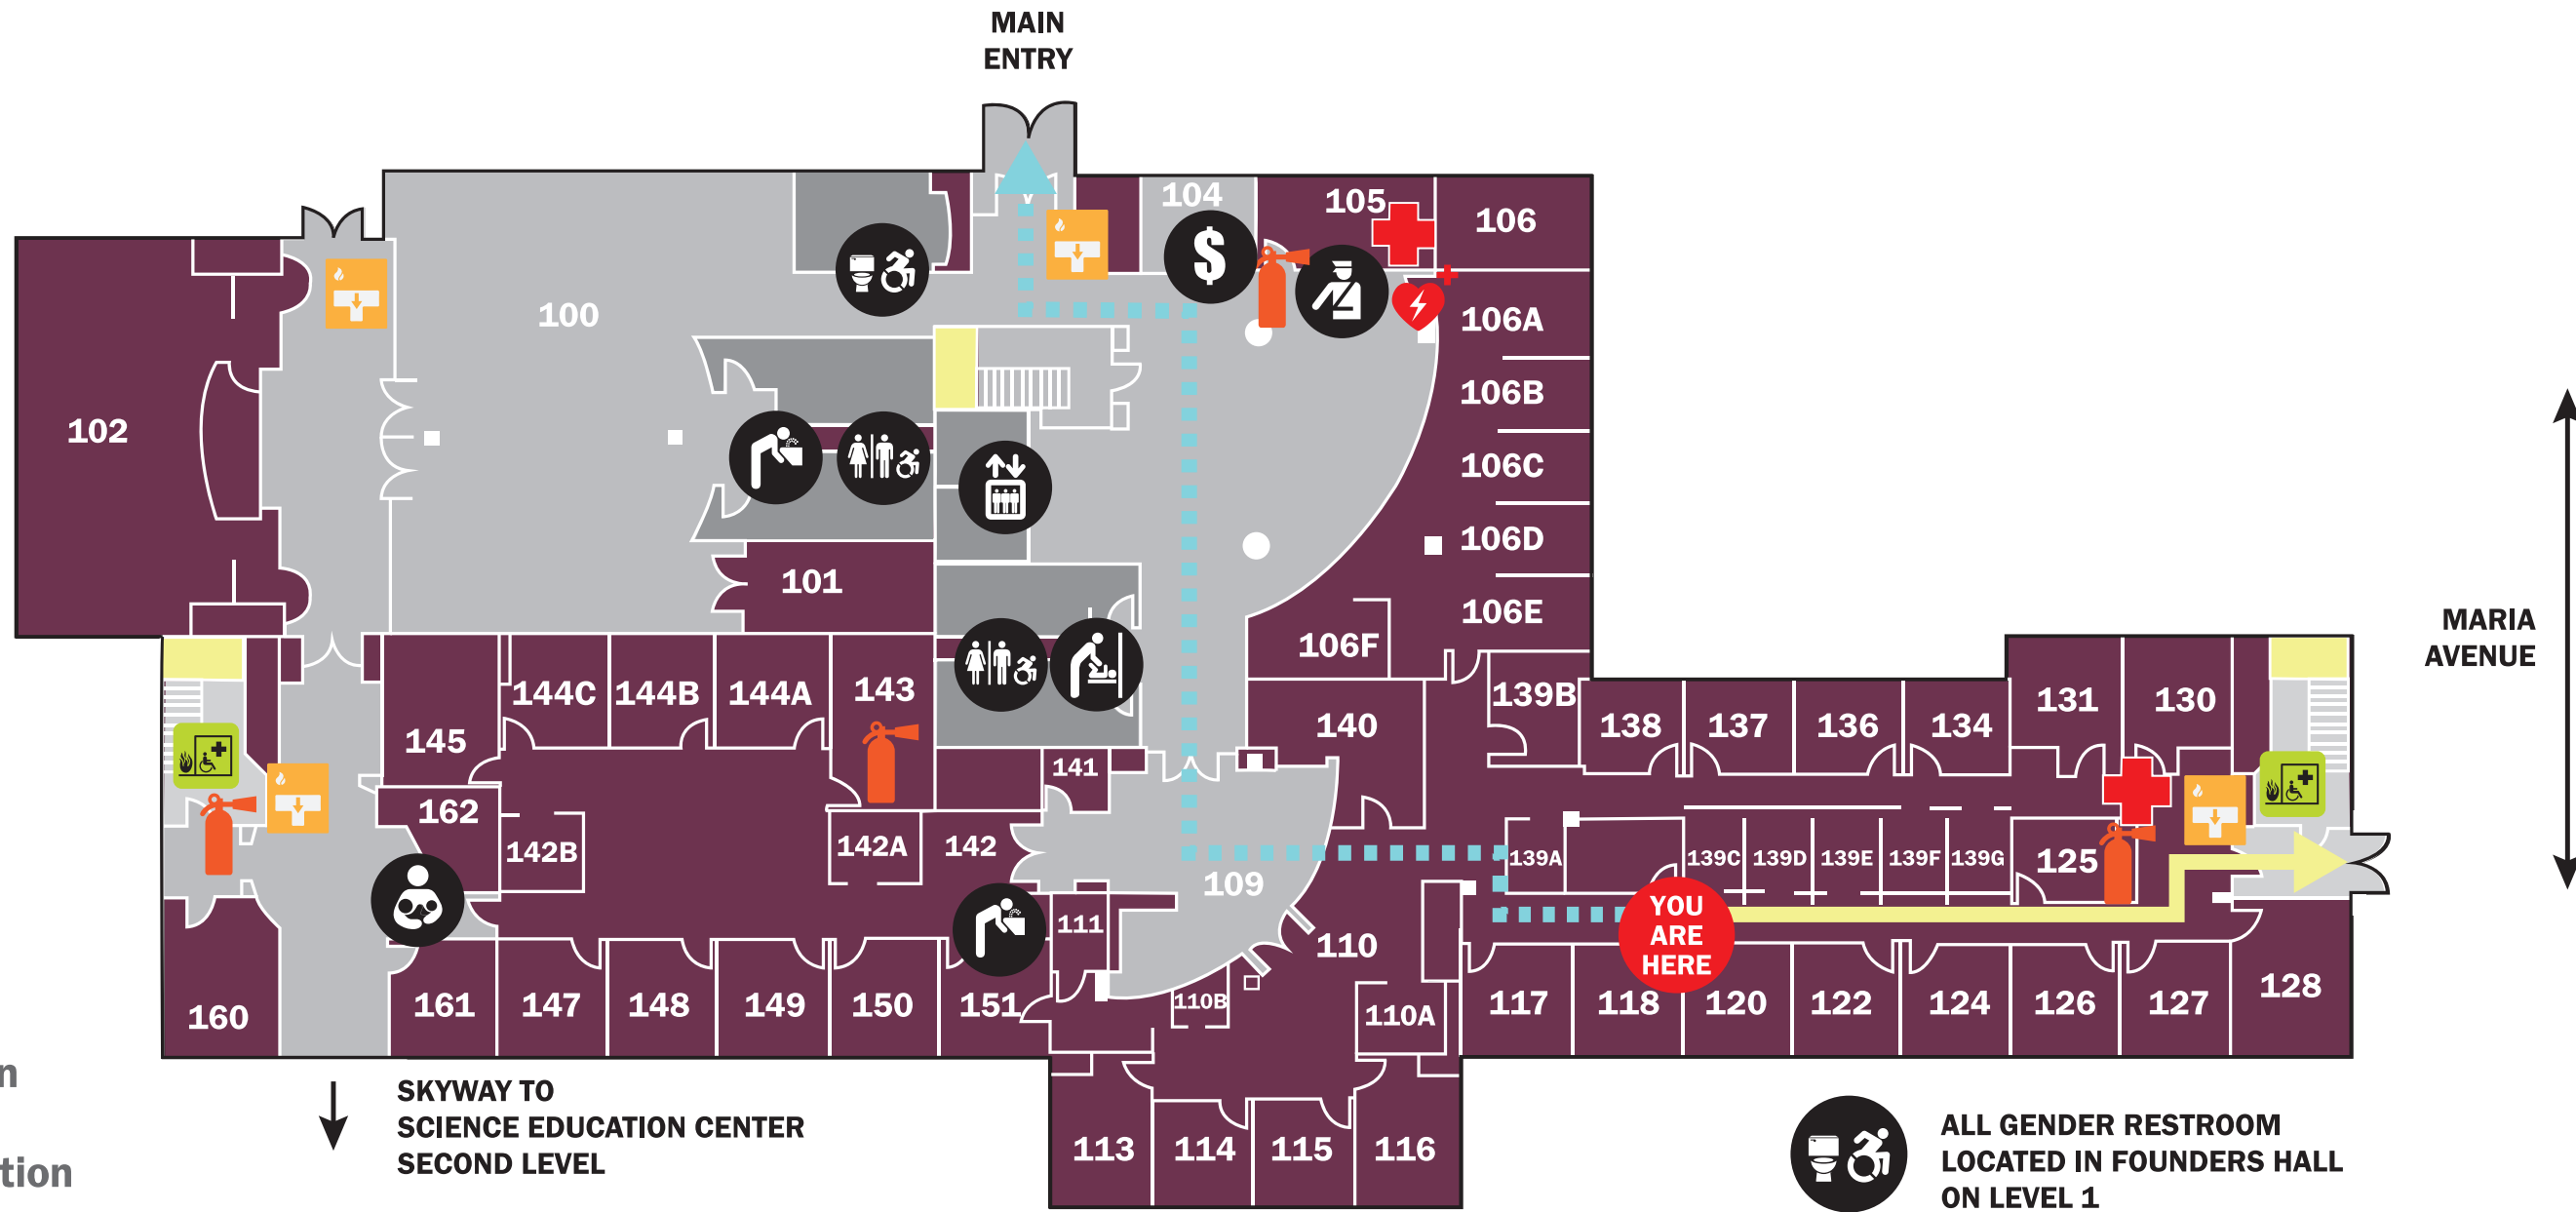 MAIN
ENTRY
104
105
106
100
106A
106B
102
106C
106D
101
106E
106F
MARIA
AVENUE
144C
144B
144A
143
139B
131
130
145
140
138
137
136
134
141
162
142B
142A
142
139A
139C
139D
139E
139F
139G
125
109
YOU
ARE
HERE
111
110
160
161
147
148
149
150
151
110B
110A
117
118
120
122
124
126
127
128
n
SKYWAY TO
SCIENCE EDUCATION CENTER
SECOND LEVEL
113
114
115
116
tion
ALL GENDER RESTROOM
LOCATED IN FOUNDERS HALL
ON LEVEL 1
$